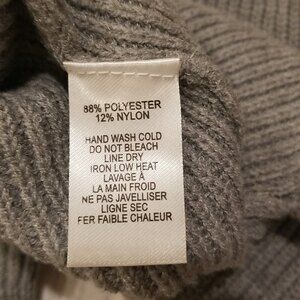 88% POLYESTER
12% NYLON
HAND WASH COLD
DO NOT BLEACH
LINE DRY
IRON LOW HEAT
LAVAGE À
LA MAIN FROID
NE PAS JAVELLISER
LIGNE SEC
FER FAIBLE CHALEUR